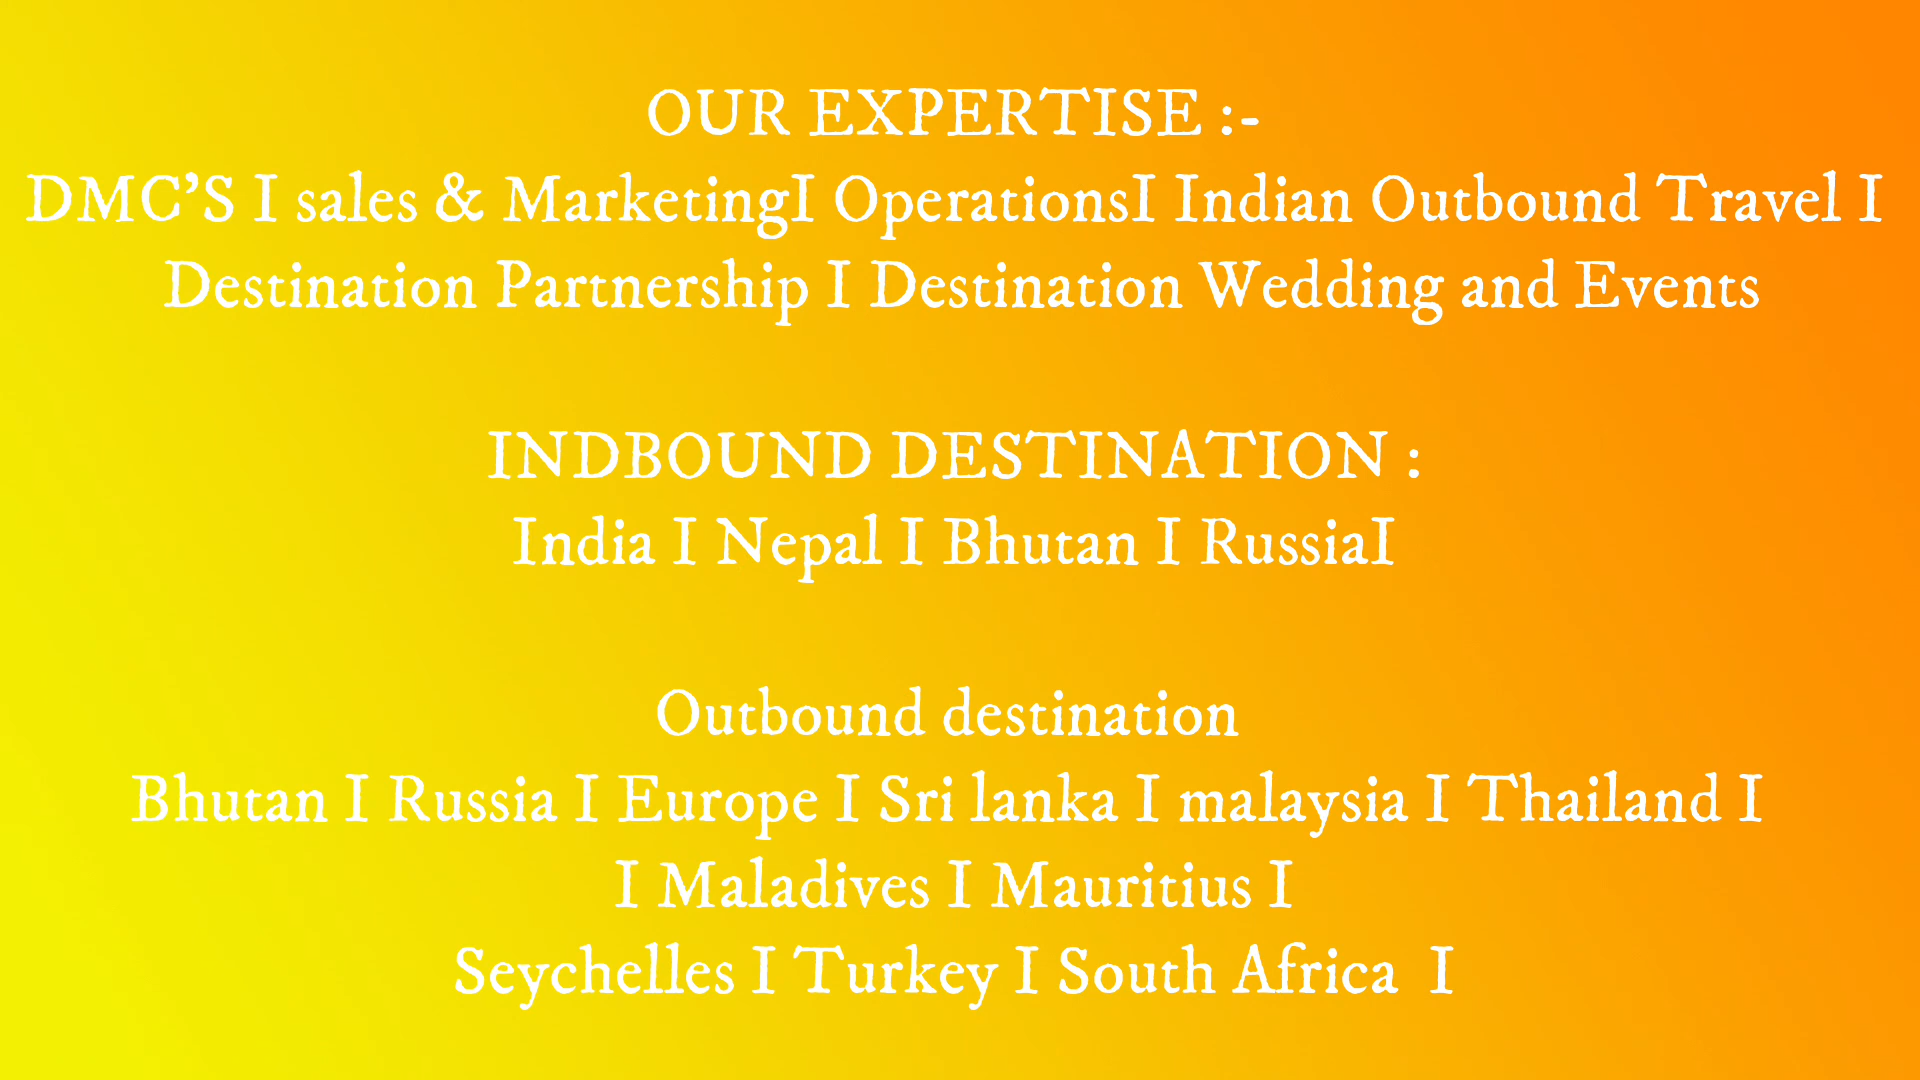 OUR EXPERTISE :-
DMC'S I sales & MarketingI OperationsI Indian Outbound Travel I
Destination Partnership I Destination Wedding and Events
INDBOUND DESTINATION :
India I Nepal I Bhutan I RussiaI
Outbound destination
Bhutan I Russia I Europe I Sri lanka I malaysia I Thailand I
I Maladives I Mauritius I
Seychelles I Turkey I South Africa  I